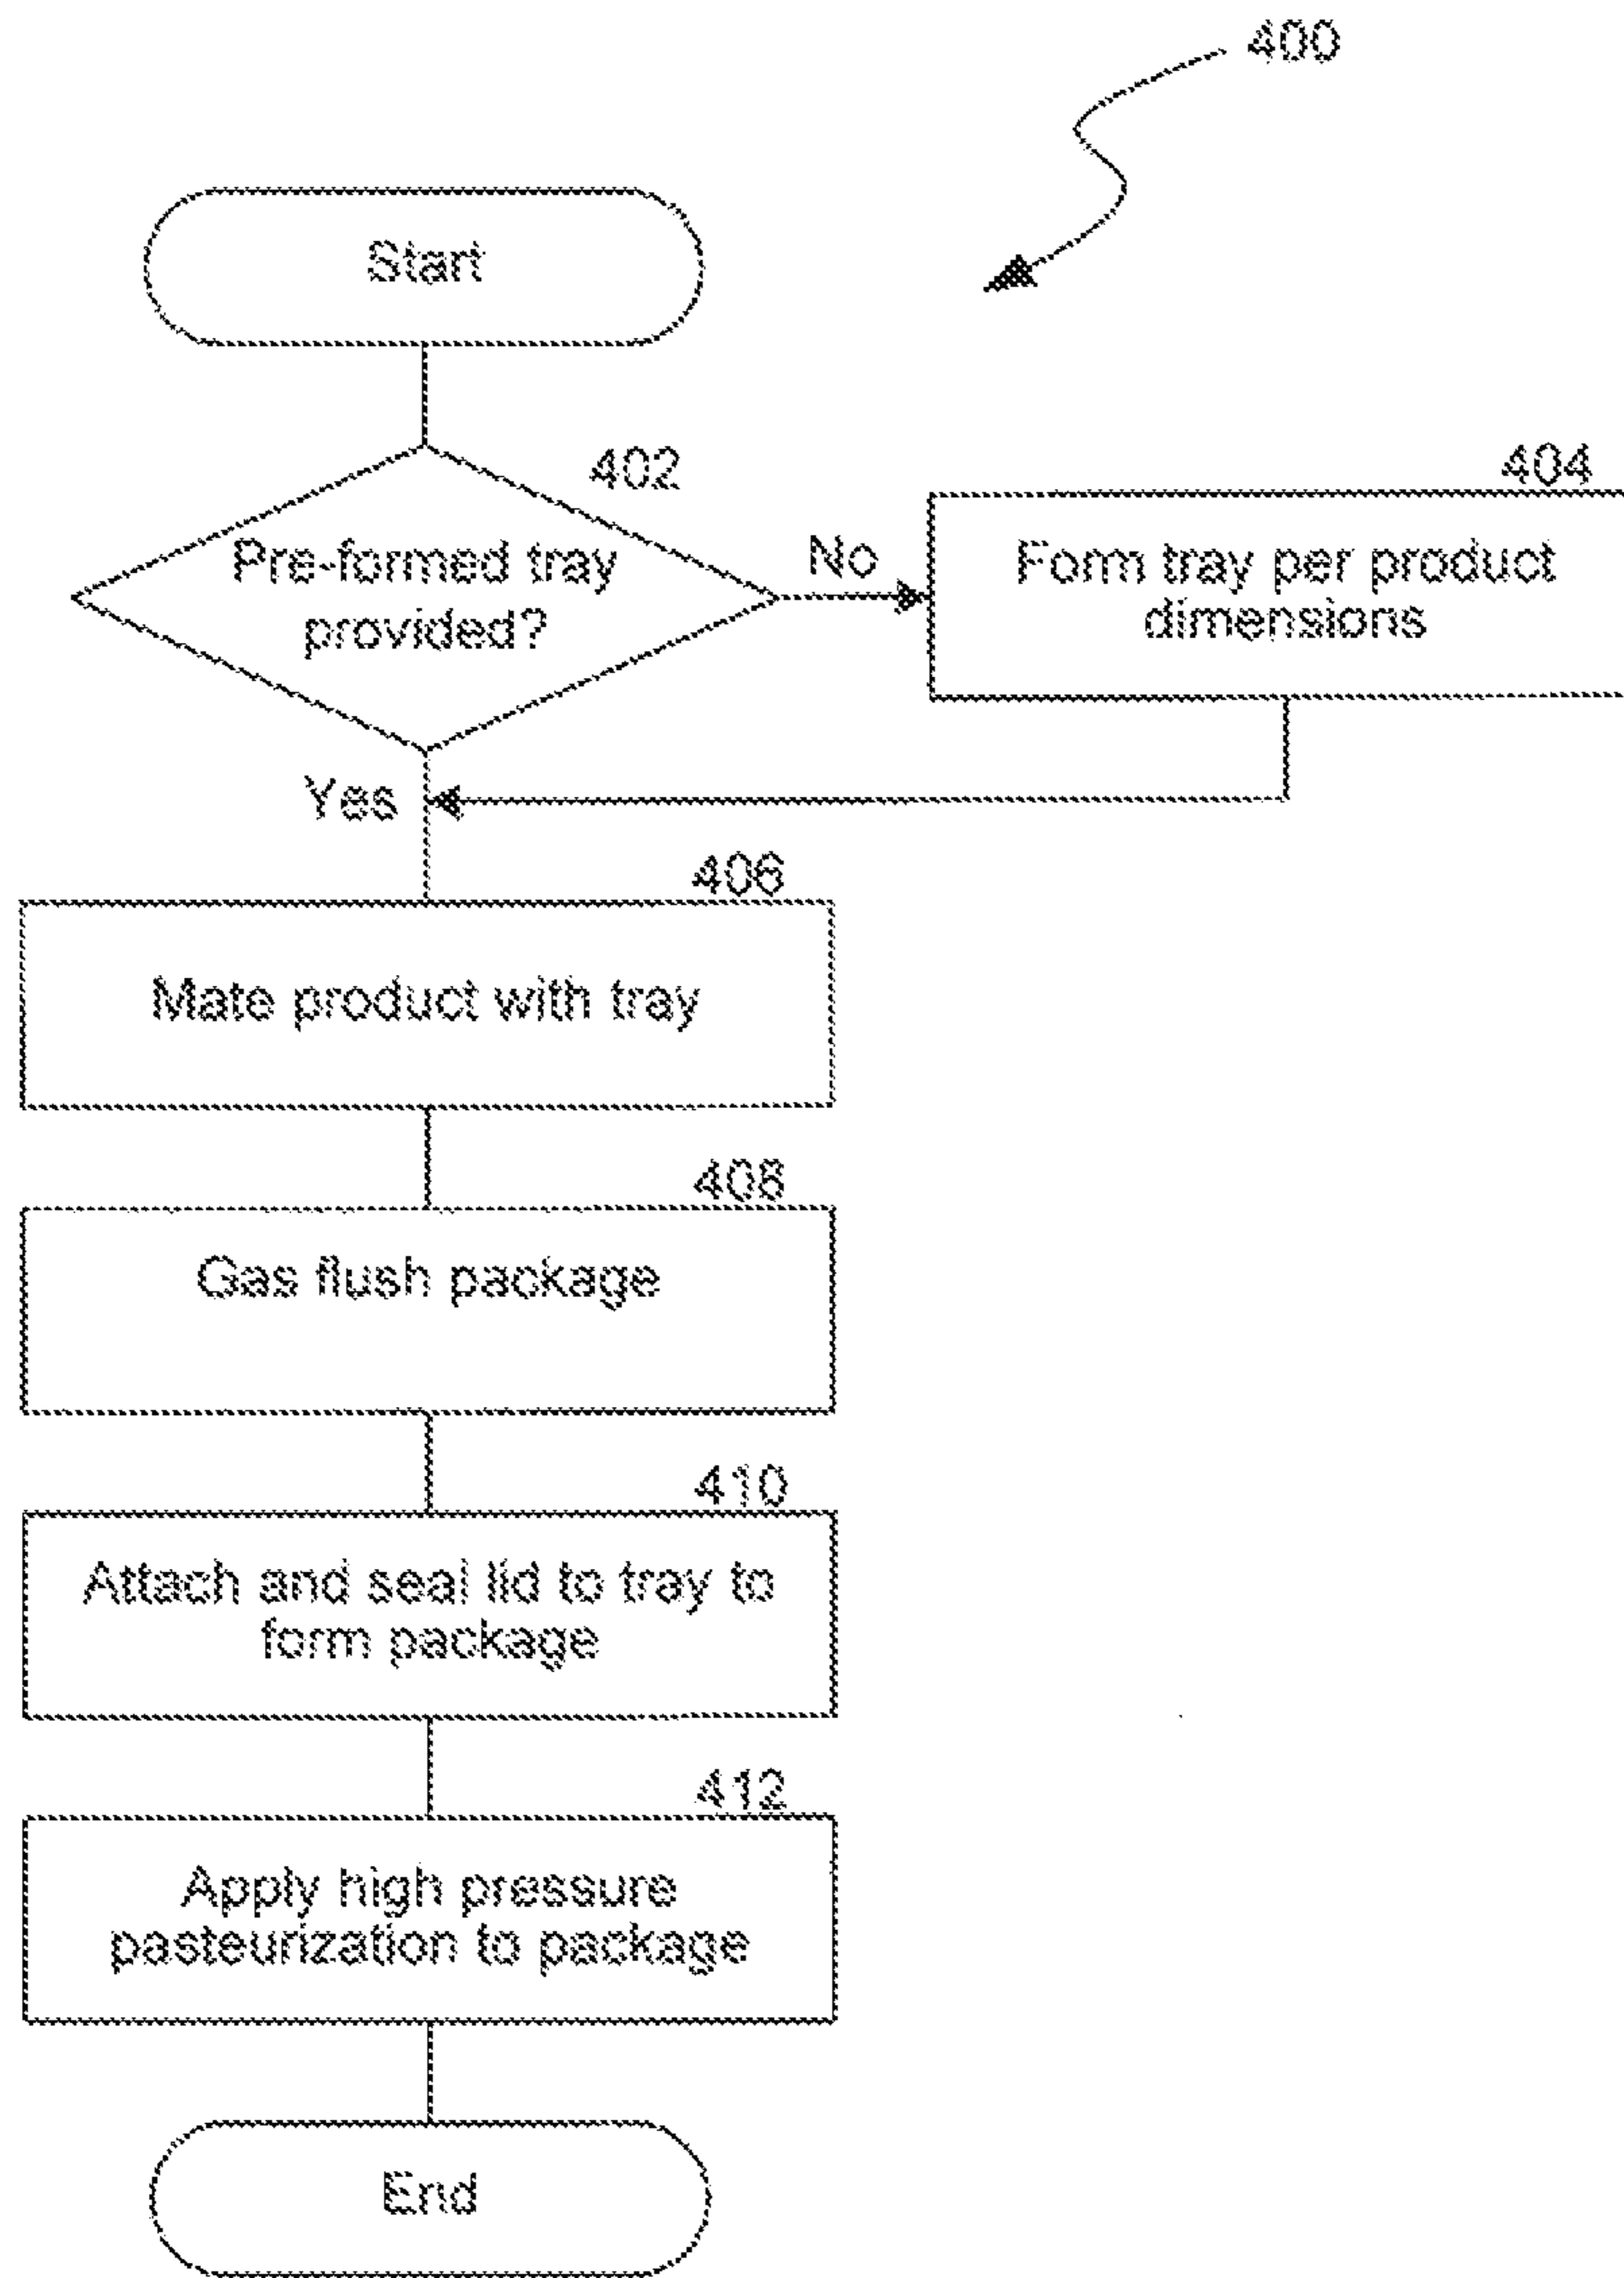 400
Start
402
Pre-formed tray
provided?
No
404
Form tray per product
dimensions
Yes
406
Mate product with tray
408
Gas flush package
410
Attach and seal lid to tray to
form package
412
Apply high pressure
pasteurization to package
End